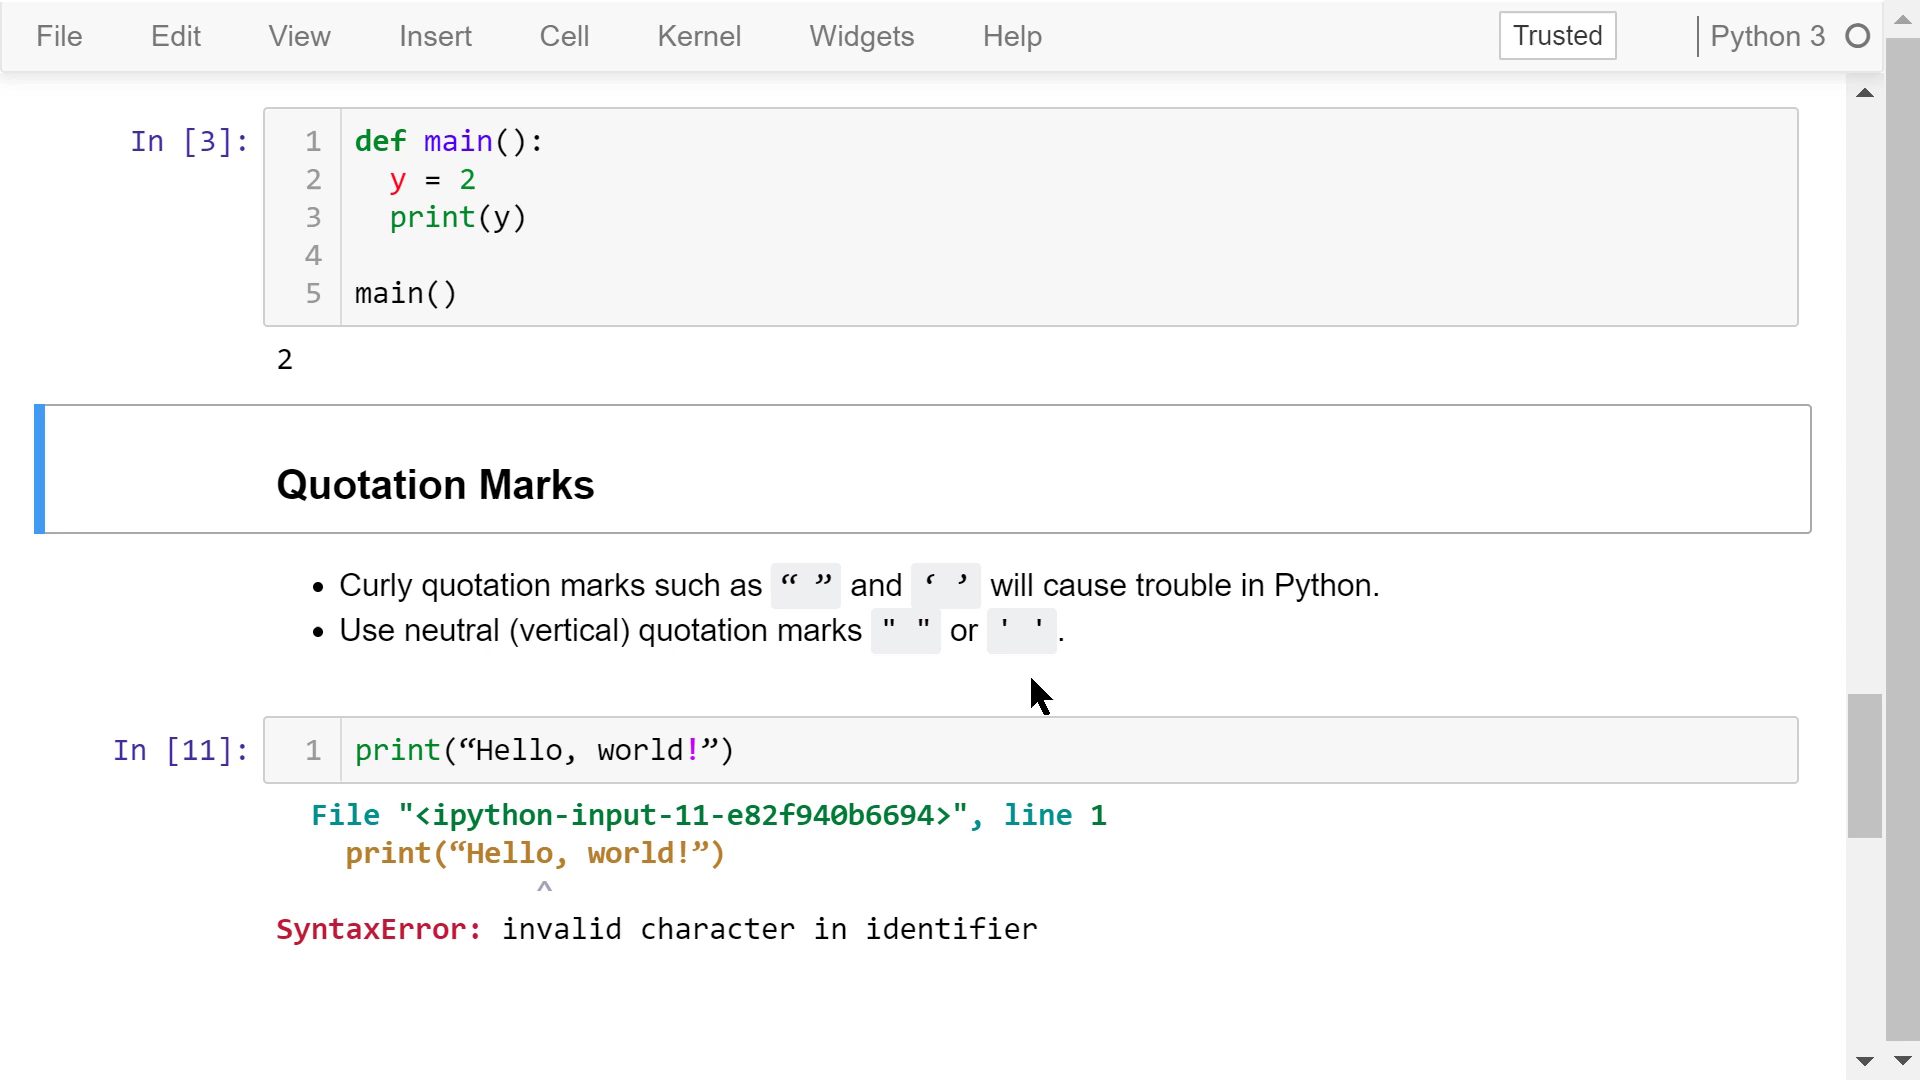 File Edit View Insert Cell Kernel Widgets Help Trusted Python 3
In [3]: 1 def main():
2   y = 2
3   print(y)
4
5 main()
2
Quotation Marks
• Curly quotation marks such as “ ” and ‘ ’ will cause trouble in Python.
• Use neutral (vertical) quotation marks " " or ' '.
In [11]: 1 print(“Hello, world!”)
File "<ipython-input-11-e82f940b6694>", line 1
print(“Hello, world!”)
^
SyntaxError: invalid character in identifier